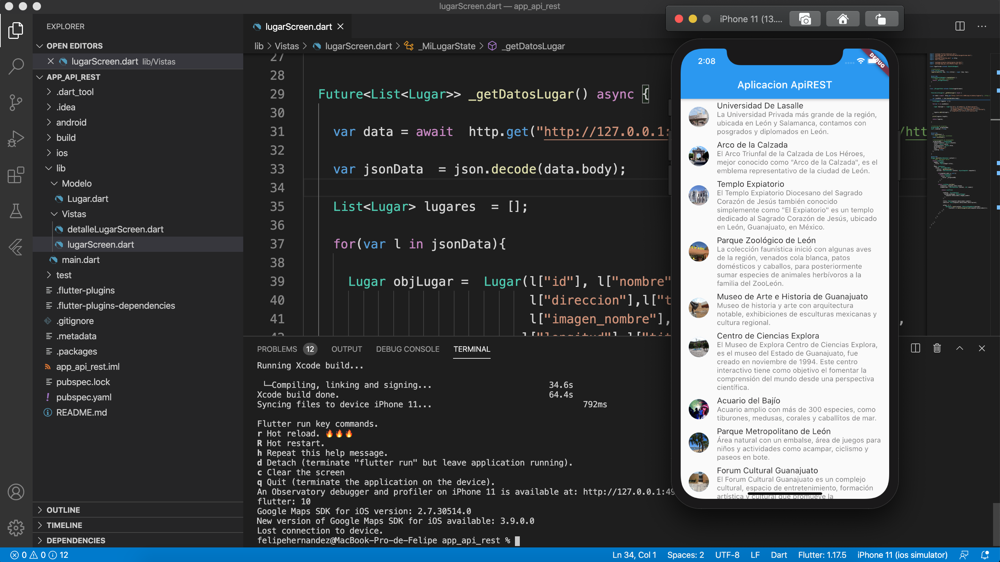 lugarScreen.dart — app_api_rest
EXPLORER
OPEN EDITORS
lugarScreen.dart lib/Vistas
APP_API_REST
.dart_tool
.idea
android
build
ios
lib
Modelo
Lugar.dart
Vistas
detalleLugarScreen.dart
lugarScreen.dart
main.dart
test
.flutter-plugins
.flutter-plugins-dependencies
.gitignore
.metadata
.packages
app_api_rest.iml
pubspec.lock
pubspec.yaml
README.md
OUTLINE
TIMELINE
DEPENDENCIES
lugarScreen.dart
lib > Vistas > lugarScreen.dart > _MiLugarState > _getDatosLugar
27
28
29 Future<List<Lugar>> _getDatosLugar() async {
30
31 var data = await http.get("http://127.0.0.1: /htt
32
33 var jsonData = json.decode(data.body);
34
35 List<Lugar> lugares = [];
36
37 for(var l in jsonData){
38
39 Lugar objLugar = Lugar(l["id"], l["nombre"
40 l["direccion"],l["t
41 l["imagen_nombre"], ,
42 l["longitud"],l["tit
PROBLEMS 12 OUTPUT DEBUG CONSOLE TERMINAL
Running Xcode build...
└─Compiling, linking and signing... 34.6s
Xcode build done. 64.4s
Syncing files to device iPhone 11... 792ms
Flutter run key commands.
r Hot reload. 🔥🔥🔥
R Hot restart.
h Repeat this help message.
d Detach (terminate "flutter run" but leave application running).
c Clear the screen
q Quit (terminate the application on the device).
An Observatory debugger and profiler on iPhone 11 is available at: http://127.0.0.1:49
flutter: 10
Google Maps SDK for iOS version: 2.7.30514.0
New version of Google Maps SDK for iOS available: 3.9.0.0
Lost connection to device.
felipehernandez@MacBook-Pro-de-Felipe app_api_rest %
iPhone 11 (13....
2:08
DEBUG
Aplicacion ApiREST
Universidad De Lasalle
La Universidad Privada más grande de la región,
ubicada en León y Salamanca, contamos con
posgrados y diplomados en León.
Arco de la Calzada
El Arco Triunfal de la Calzada de Los Héroes,
mejor conocido como "Arco de la Calzada", es el
emblema representativo de la ciudad de León.
Templo Expiatorio
El Templo Expiatorio Diocesano del Sagrado
Corazón de Jesús también conocido
simplemente como "El Expiatorio" es un templo
dedicado al Sagrado Corazón de Jesús, ubicado
en León, Guanajuato, en México.
Parque Zoológico de León
La colección faunística inició con algunas aves
de la región, venados cola blanca, patos
domésticos y caballos, para posteriormente
sumar especies de animales herbívoros a la
familia del ZooLeón.
Museo de Arte e Historia de Guanajuato
Museo de historia y arte con arquitectura
notable, exhibiciones de esculturas mexicanas y
cultura regional.
Centro de Ciencias Explora
El Museo de Explora Centro de Ciencias Explora,
es el museo del Estado de Guanajuato, fue
creado en noviembre de 1994. Este centro
interactivo tiene como objetivo el fomentar la
comprensión del mundo desde una perspectiva
científica.
Acuario del Bajío
Acuario amplio con más de 300 especies, como
tiburones, medusas, corales y caballitos de mar.
Parque Metropolitano de León
Área natural con un embalse, área de juegos para
niños y actividades como acampar, ciclismo y
paseos en bote.
Forum Cultural Guanajuato
El Forum Cultural Guanajuato es un complejo
cultural, espacio de entretenimiento, formación
artística y cultural que promueve la
0 0 12
Ln 34, Col 1 Spaces: 2 UTF-8 LF Dart Flutter: 1.17.5 iPhone 11 (ios simulator)